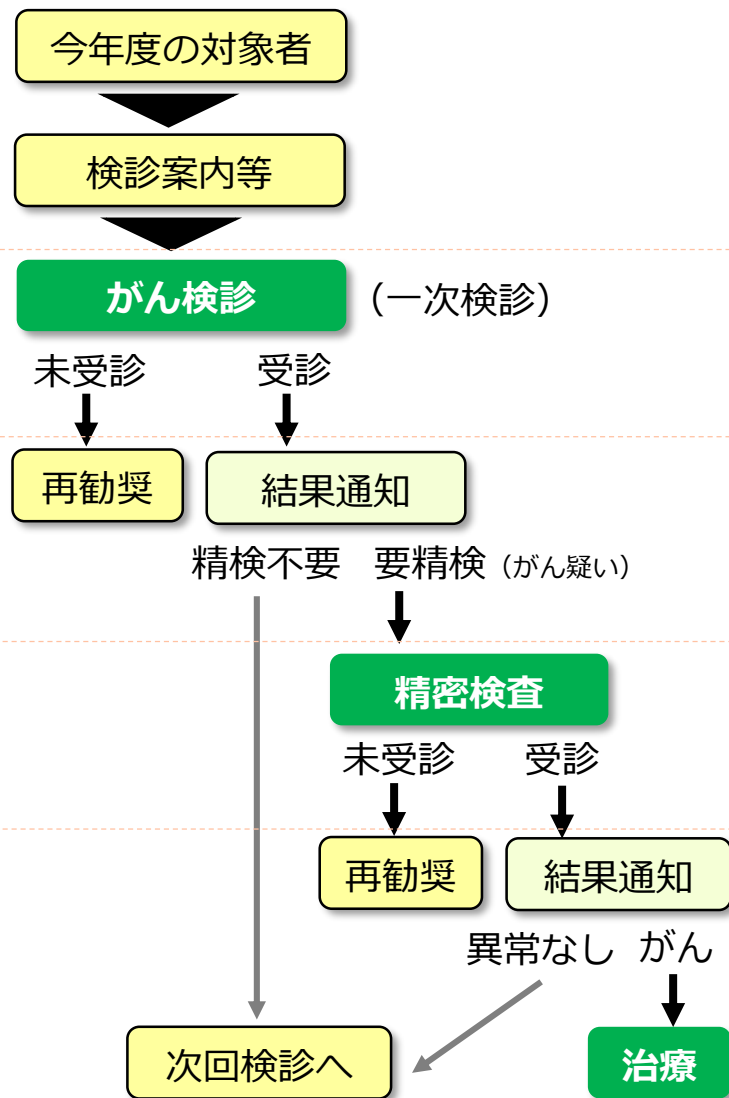 今年度の対象者
検診案内等
がん検診 (一次検診)
未受診 受診
再勧奨 結果通知
精検不要 要精検 (がん疑い)
精密検査
未受診 受診
再勧奨 結果通知
異常なし がん
次回検診へ 治療